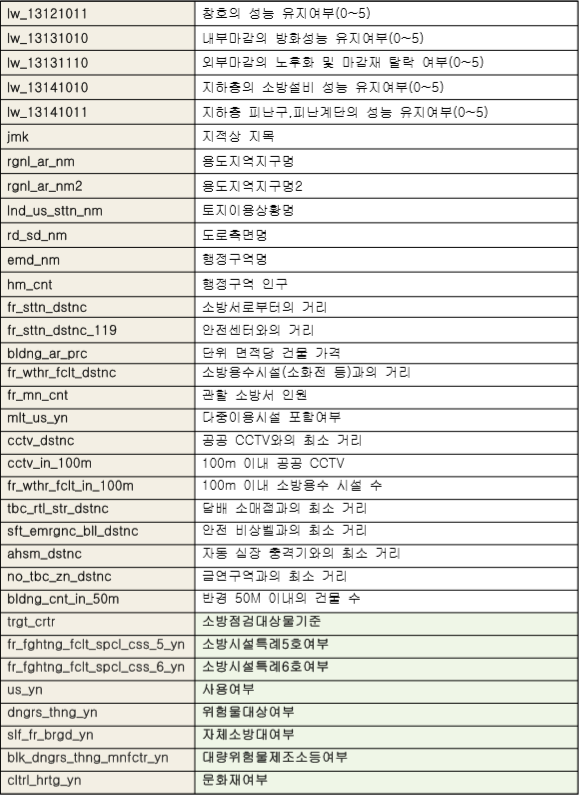 lw_13121011 창호의 성능 유지여부(0~5)
lw_13131010 내부마감의 방화성능 유지여부(0~5)
lw_13131110 외부마감의 노후화 및 마감재 탈락 여부(0~5)
lw_13141010 지하층의 소방설비 성능 유지여부(0~5)
lw_13141011 지하층 피난구,피난계단의 성능 유지여부(0~5)
jmk 지적상 지목
rgnl_ar_nm 용도지역지구명
rgnl_ar_nm2 용도지역지구명2
lnd_us_sttn_nm 토지이용상황명
rd_sd_nm 도로측면명
emd_nm 행정구역명
hm_cnt 행정구역 인구
fr_sttn_dstnc 소방서로부터의 거리
fr_sttn_dstnc_119 안전센터와의 거리
bldng_ar_prc 단위 면적당 건물 가격
fr_wthr_fclt_dstnc 소방용수시설(소화전 등)과의 거리
fr_mn_cnt 관할 소방서 인원
mlt_us_yn 다중이용시설 포함여부
cctv_dstnc 공공 CCTV와의 최소 거리
cctv_in_100m 100m 이내 공공 CCTV
fr_wthr_fclt_in_100m 100m 이내 소방용수 시설 수
tbc_rtl_str_dstnc 담배 소매점과의 최소 거리
sft_emrgnc_bll_dstnc 안전 비상벨과의 최소 거리
ahsm_dstnc 자동 심장 충격기와의 최소 거리
no_tbc_zn_dstnc 금연구역과의 최소 거리
bldng_cnt_in_50m 반경 50M 이내의 건물 수
trgt_crtr 소방점검대상물기준
fr_fghtng_fclt_spcl_css_5_yn 소방시설특례5호여부
fr_fghtng_fclt_spcl_css_6_yn 소방시설특례6호여부
us_yn 사용여부
dngrs_thng_yn 위험물대상여부
slf_fr_brgd_yn 자체소방대여부
blk_dngrs_thng_mnfctr_yn 대량위험물제조소등여부
cltrl_hrtg_yn 문화재여부